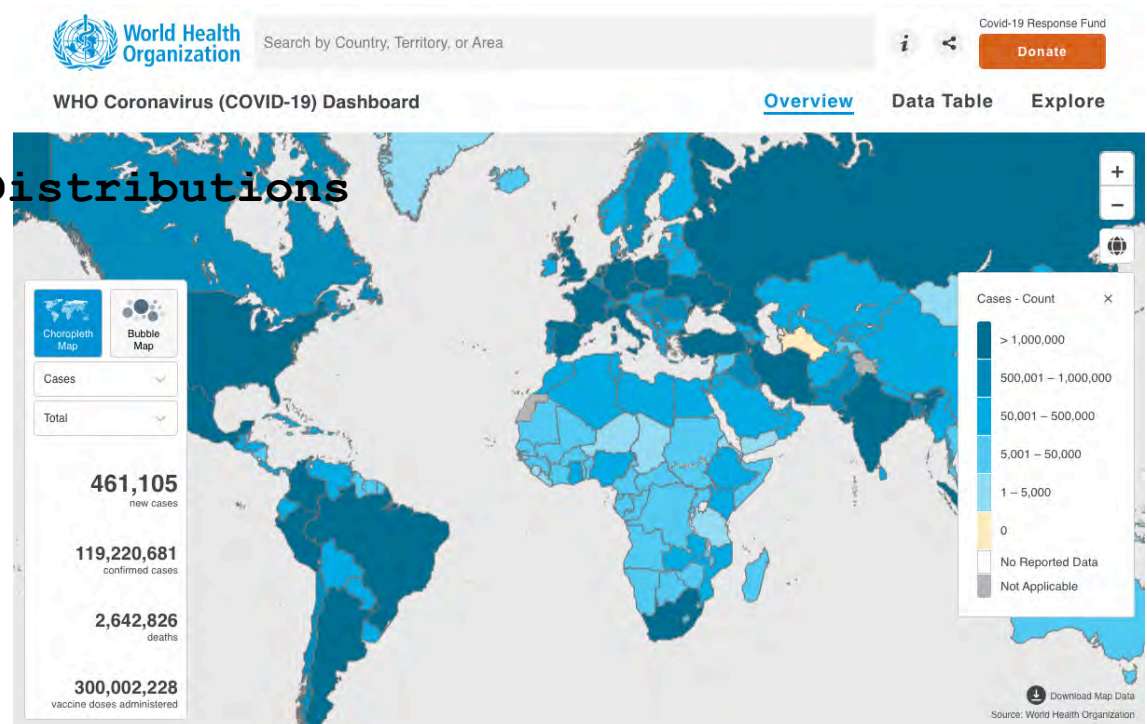 World Health
Organization
Search by Country, Territory, or Area
i
Covid-19 Response Fund
Donate
WHO Coronavirus (COVID-19) Dashboard
Overview
Data Table
Explore
Distributions
+
−
Choropleth
Map
Bubble
Map
Cases
Total
461,105
new cases
119,220,681
confirmed cases
2,642,826
deaths
300,002,228
vaccine doses administered
Cases - Count ×
> 1,000,000
500,001 – 1,000,000
50,001 – 500,000
5,001 – 50,000
1 – 5,000
0
No Reported Data
Not Applicable
Download Map Data
Source: World Health Organization